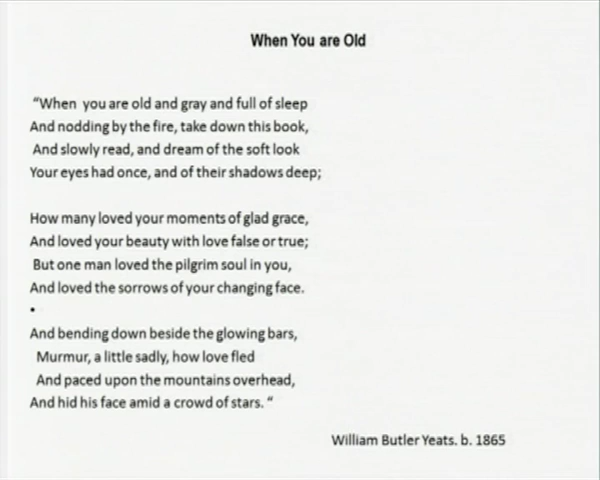 When You are Old
“When you are old and gray and full of sleep
And nodding by the fire, take down this book,
And slowly read, and dream of the soft look
Your eyes had once, and of their shadows deep;
How many loved your moments of glad grace,
And loved your beauty with love false or true;
But one man loved the pilgrim soul in you,
And loved the sorrows of your changing face.
•
And bending down beside the glowing bars,
Murmur, a little sadly, how love fled
And paced upon the mountains overhead,
And hid his face amid a crowd of stars. “
William Butler Yeats. b. 1865